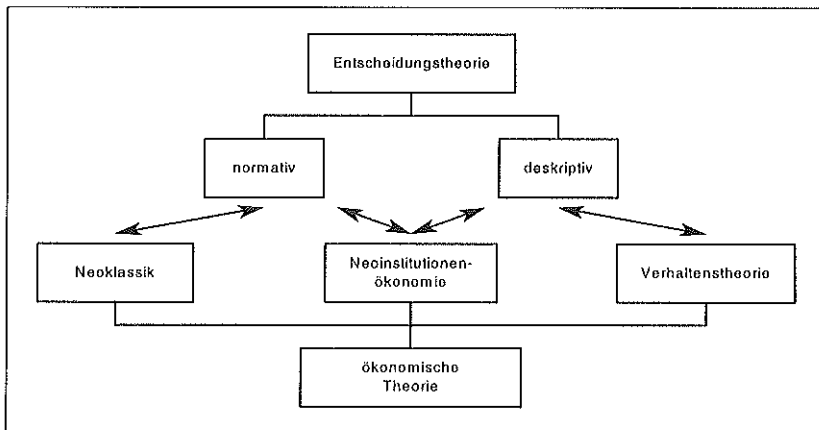 Entscheidungstheorie
normativ
deskriptiv
Neoklassik
Neoinstitutionen-
ökonomie
Verhaltenstheorie
ökonomische
Theorie